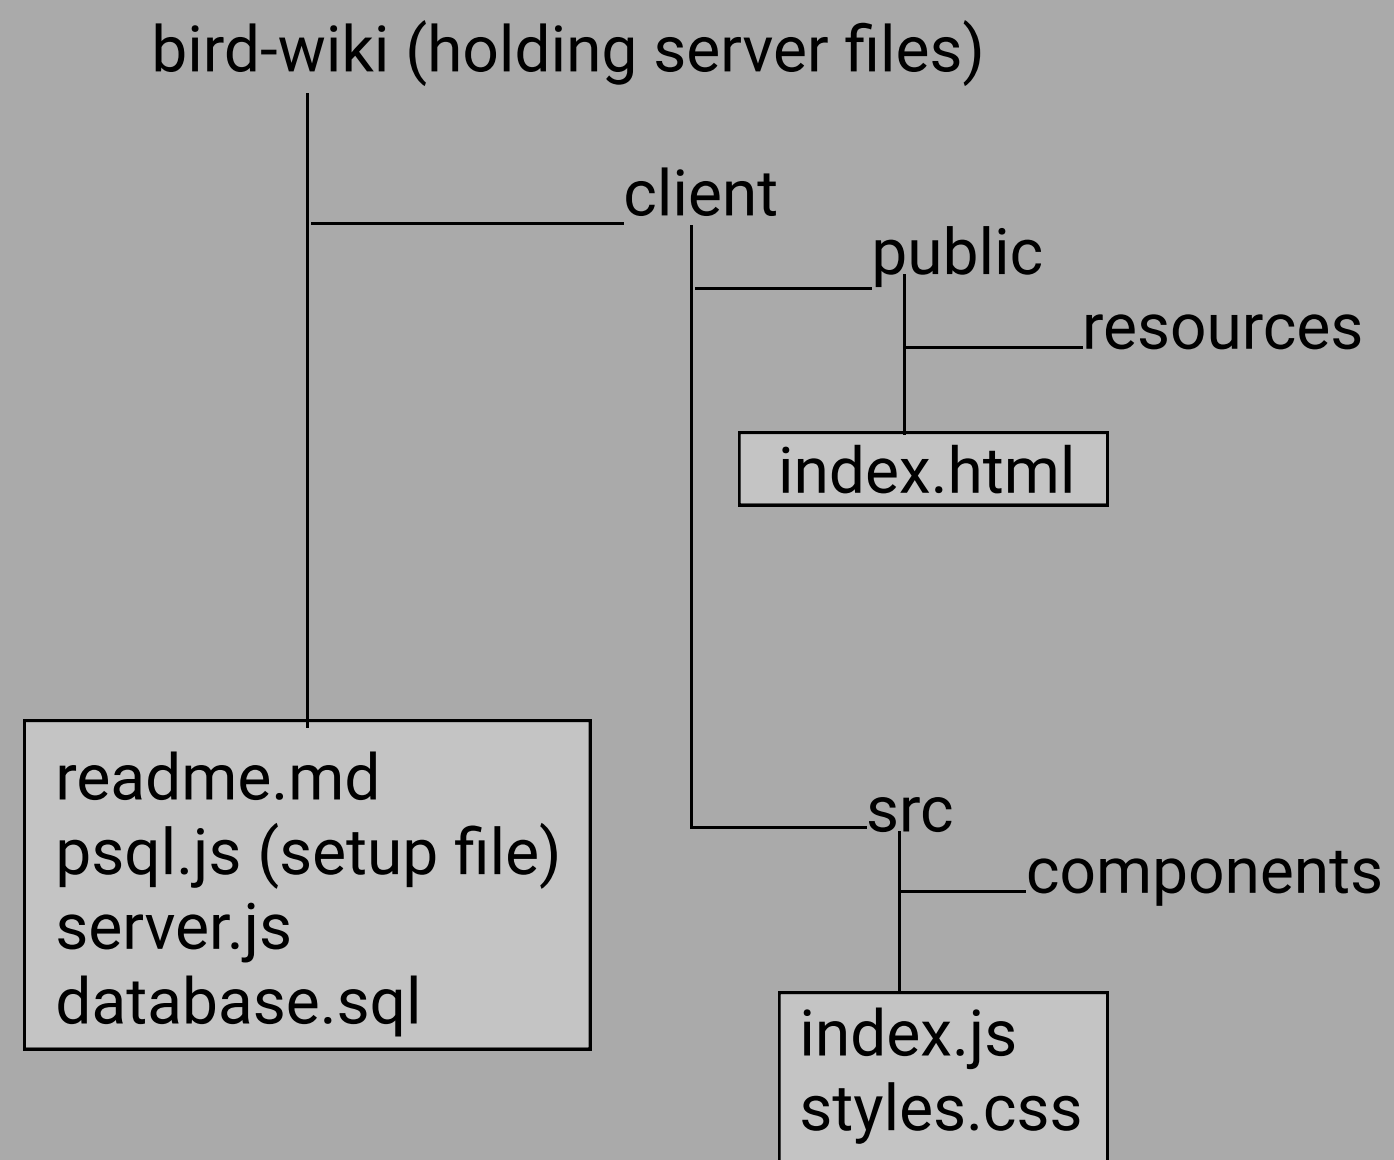 bird-wiki (holding server files)
client
public
resources
index.html
readme.md
psql.js (setup file)
server.js
database.sql
src
components
index.js
styles.css